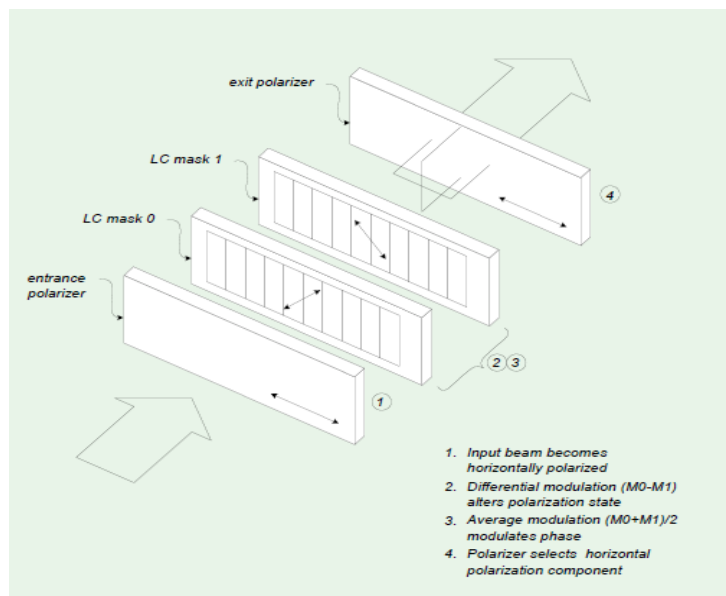 exit polarizer
LC mask 1
4
LC mask 0
entrance
polarizer
2 3
1
1. Input beam becomes
horizontally polarized
2. Differential modulation (M0-M1)
alters polarization state
3. Average modulation (M0+M1)/2
modulates phase
4. Polarizer selects horizontal
polarization component